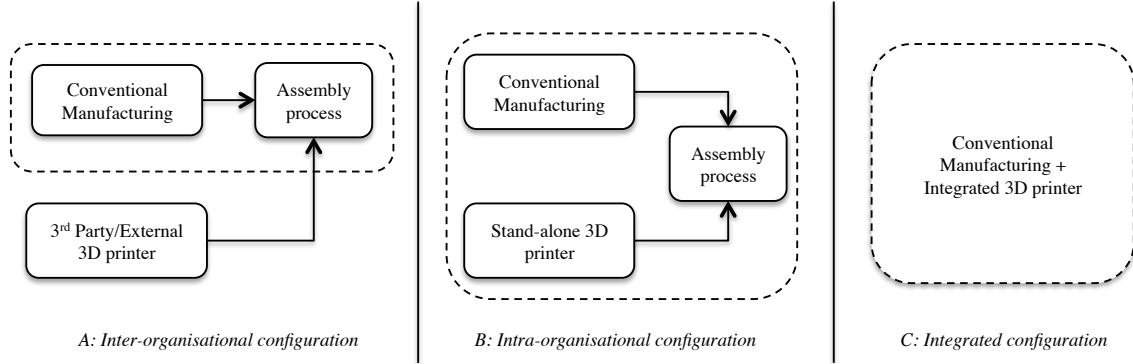 Conventional
Manufacturing
Assembly
process
3rd Party/External
3D printer
A: Inter-organisational configuration
Conventional
Manufacturing
Assembly
process
Stand-alone 3D
printer
B: Intra-organisational configuration
Conventional
Manufacturing +
Integrated 3D printer
C: Integrated configuration